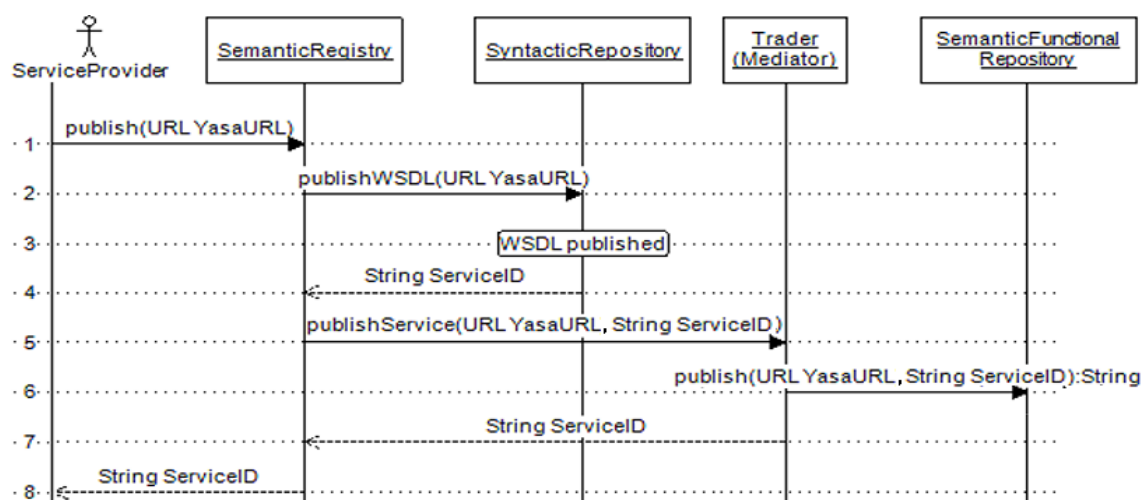 ServiceProvider
SemanticRegistry
SyntacticRepository
Trader
(Mediator)
SemanticFunctional
Repository
publish(URL YasaURL)
1
publishWSDL(URL YasaURL)
2
3
WSDL published
String ServiceID
4
publishService(URL YasaURL, String ServiceID)
5
publish(URL YasaURL, String ServiceID):String
6
String ServiceID
7
String ServiceID
8